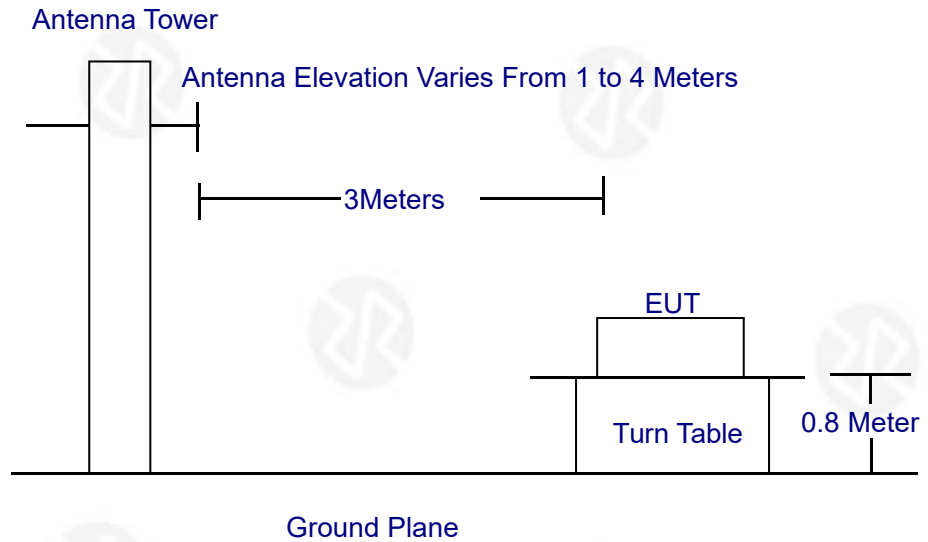 Antenna Tower
Antenna Elevation Varies From 1 to 4 Meters
3Meters
EUT
Turn Table
0.8 Meter
Ground Plane